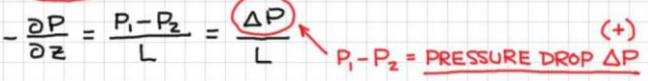 - ∂P/∂z = (P₁-P₂)/L = ΔP/L
(+)
P₁-P₂ = PRESSURE DROP ΔP